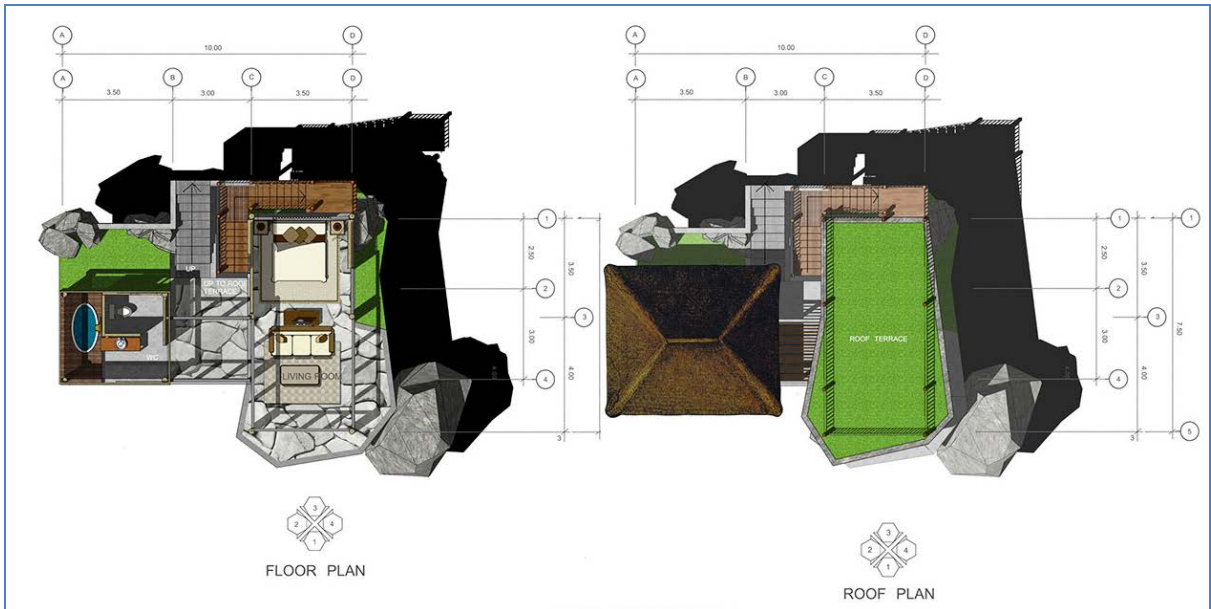 A
D
10.00
A
B
C
D
3.50
3.00
3.50
1
2.50
3.50
2
3
3.00
4.00
4
3
UP
UP TO ROOF
TERRACE
WC
LIVING ROOM
3
2
4
1
FLOOR PLAN
A
D
10.00
A
B
C
D
3.50
3.00
3.50
1
1
2.50
3.50
2
3
7.50
3.00
4.00
4
5
3
ROOF TERRACE
3
2
4
1
ROOF PLAN